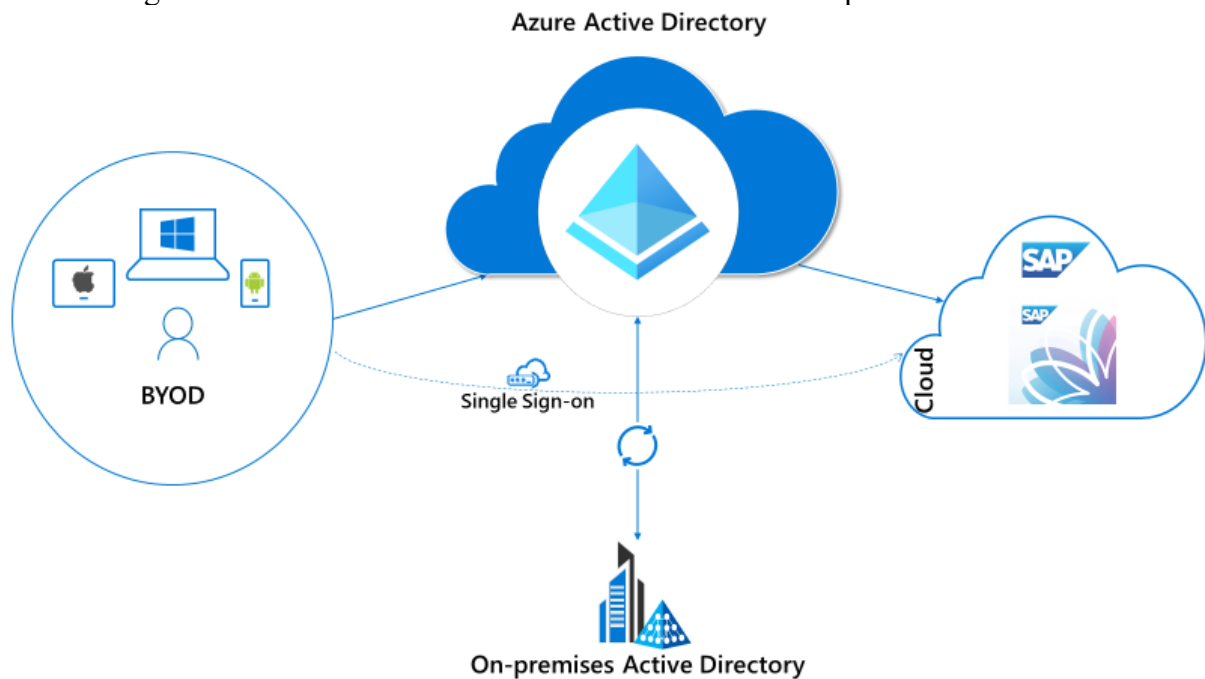 Azure Active Directory
SAP
SAP
Cloud
BYOD
Single Sign-on
On-premises Active Directory